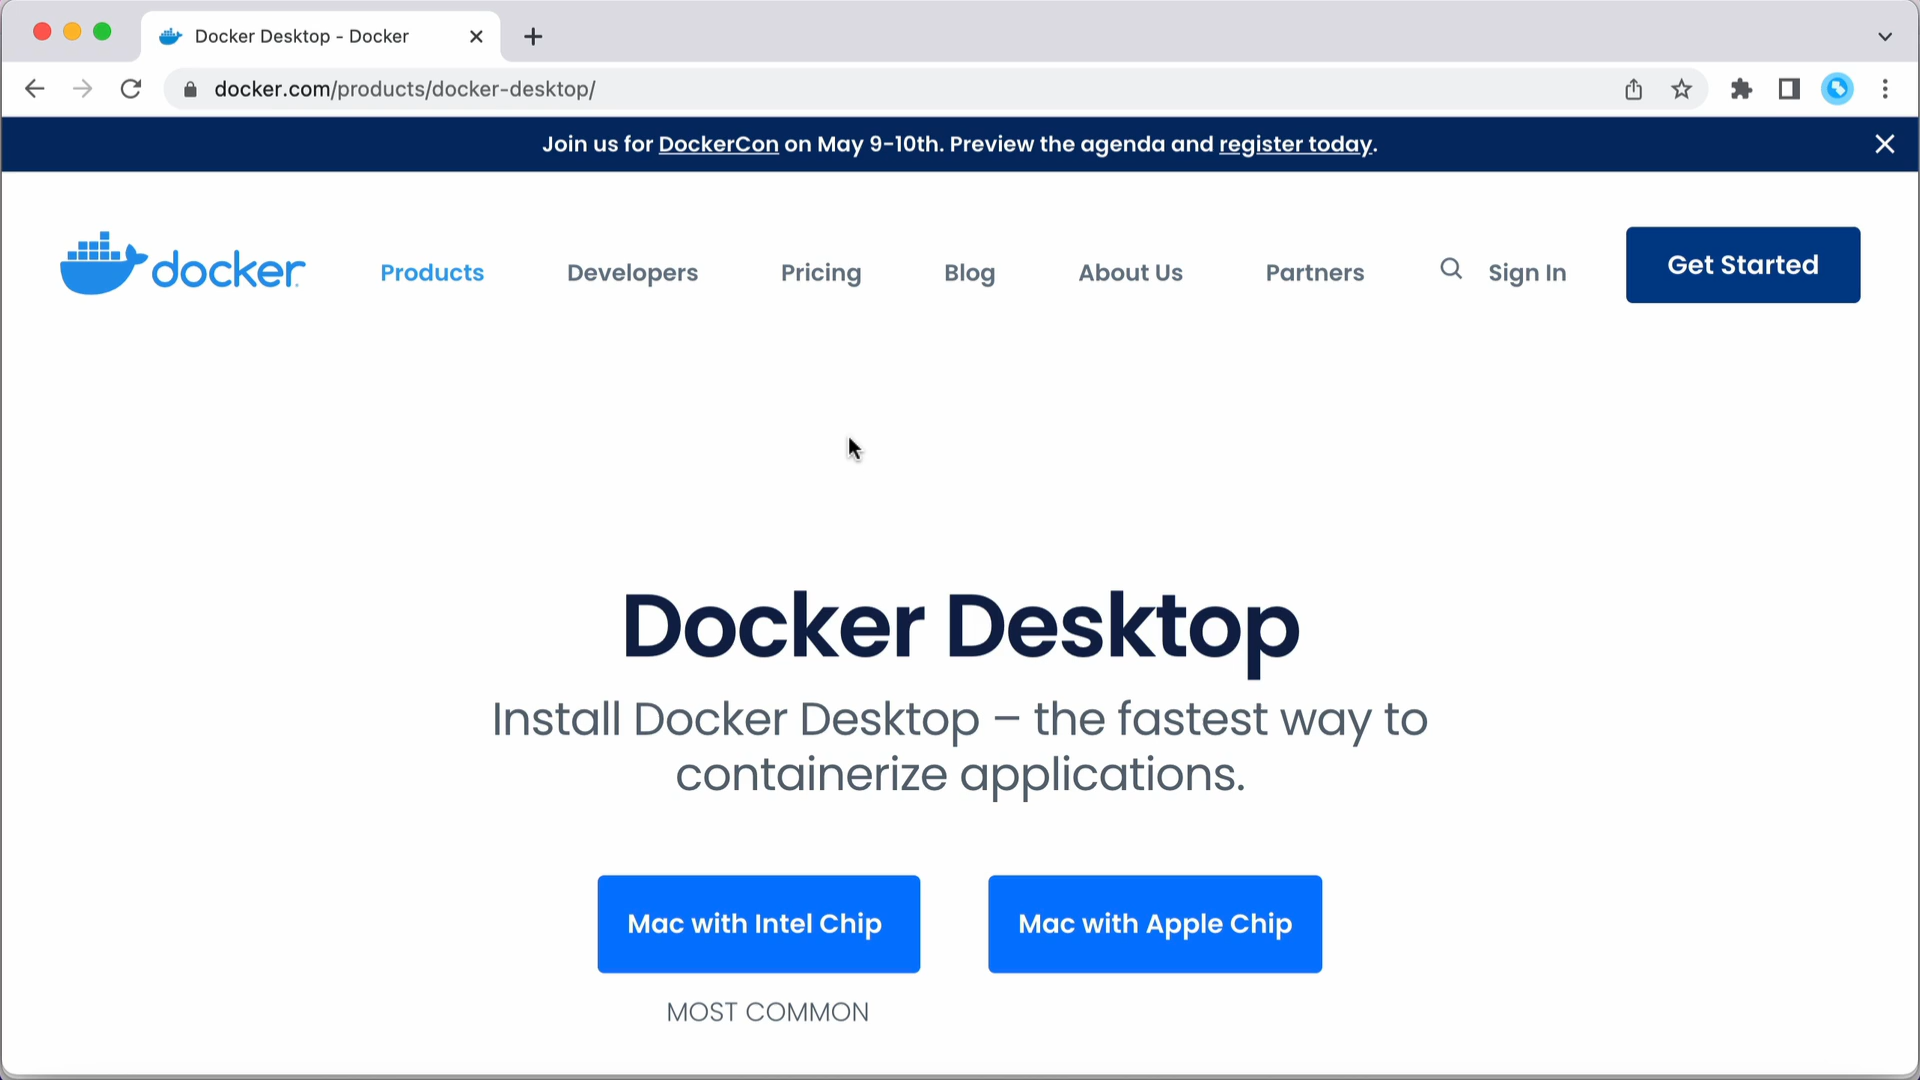 Docker Desktop - Docker
docker.com/products/docker-desktop/
Join us for DockerCon on May 9-10th. Preview the agenda and register today.
docker
Products
Developers
Pricing
Blog
About Us
Partners
Sign In
Get Started
Docker Desktop
Install Docker Desktop – the fastest way to
containerize applications.
Mac with Intel Chip
Mac with Apple Chip
MOST COMMON